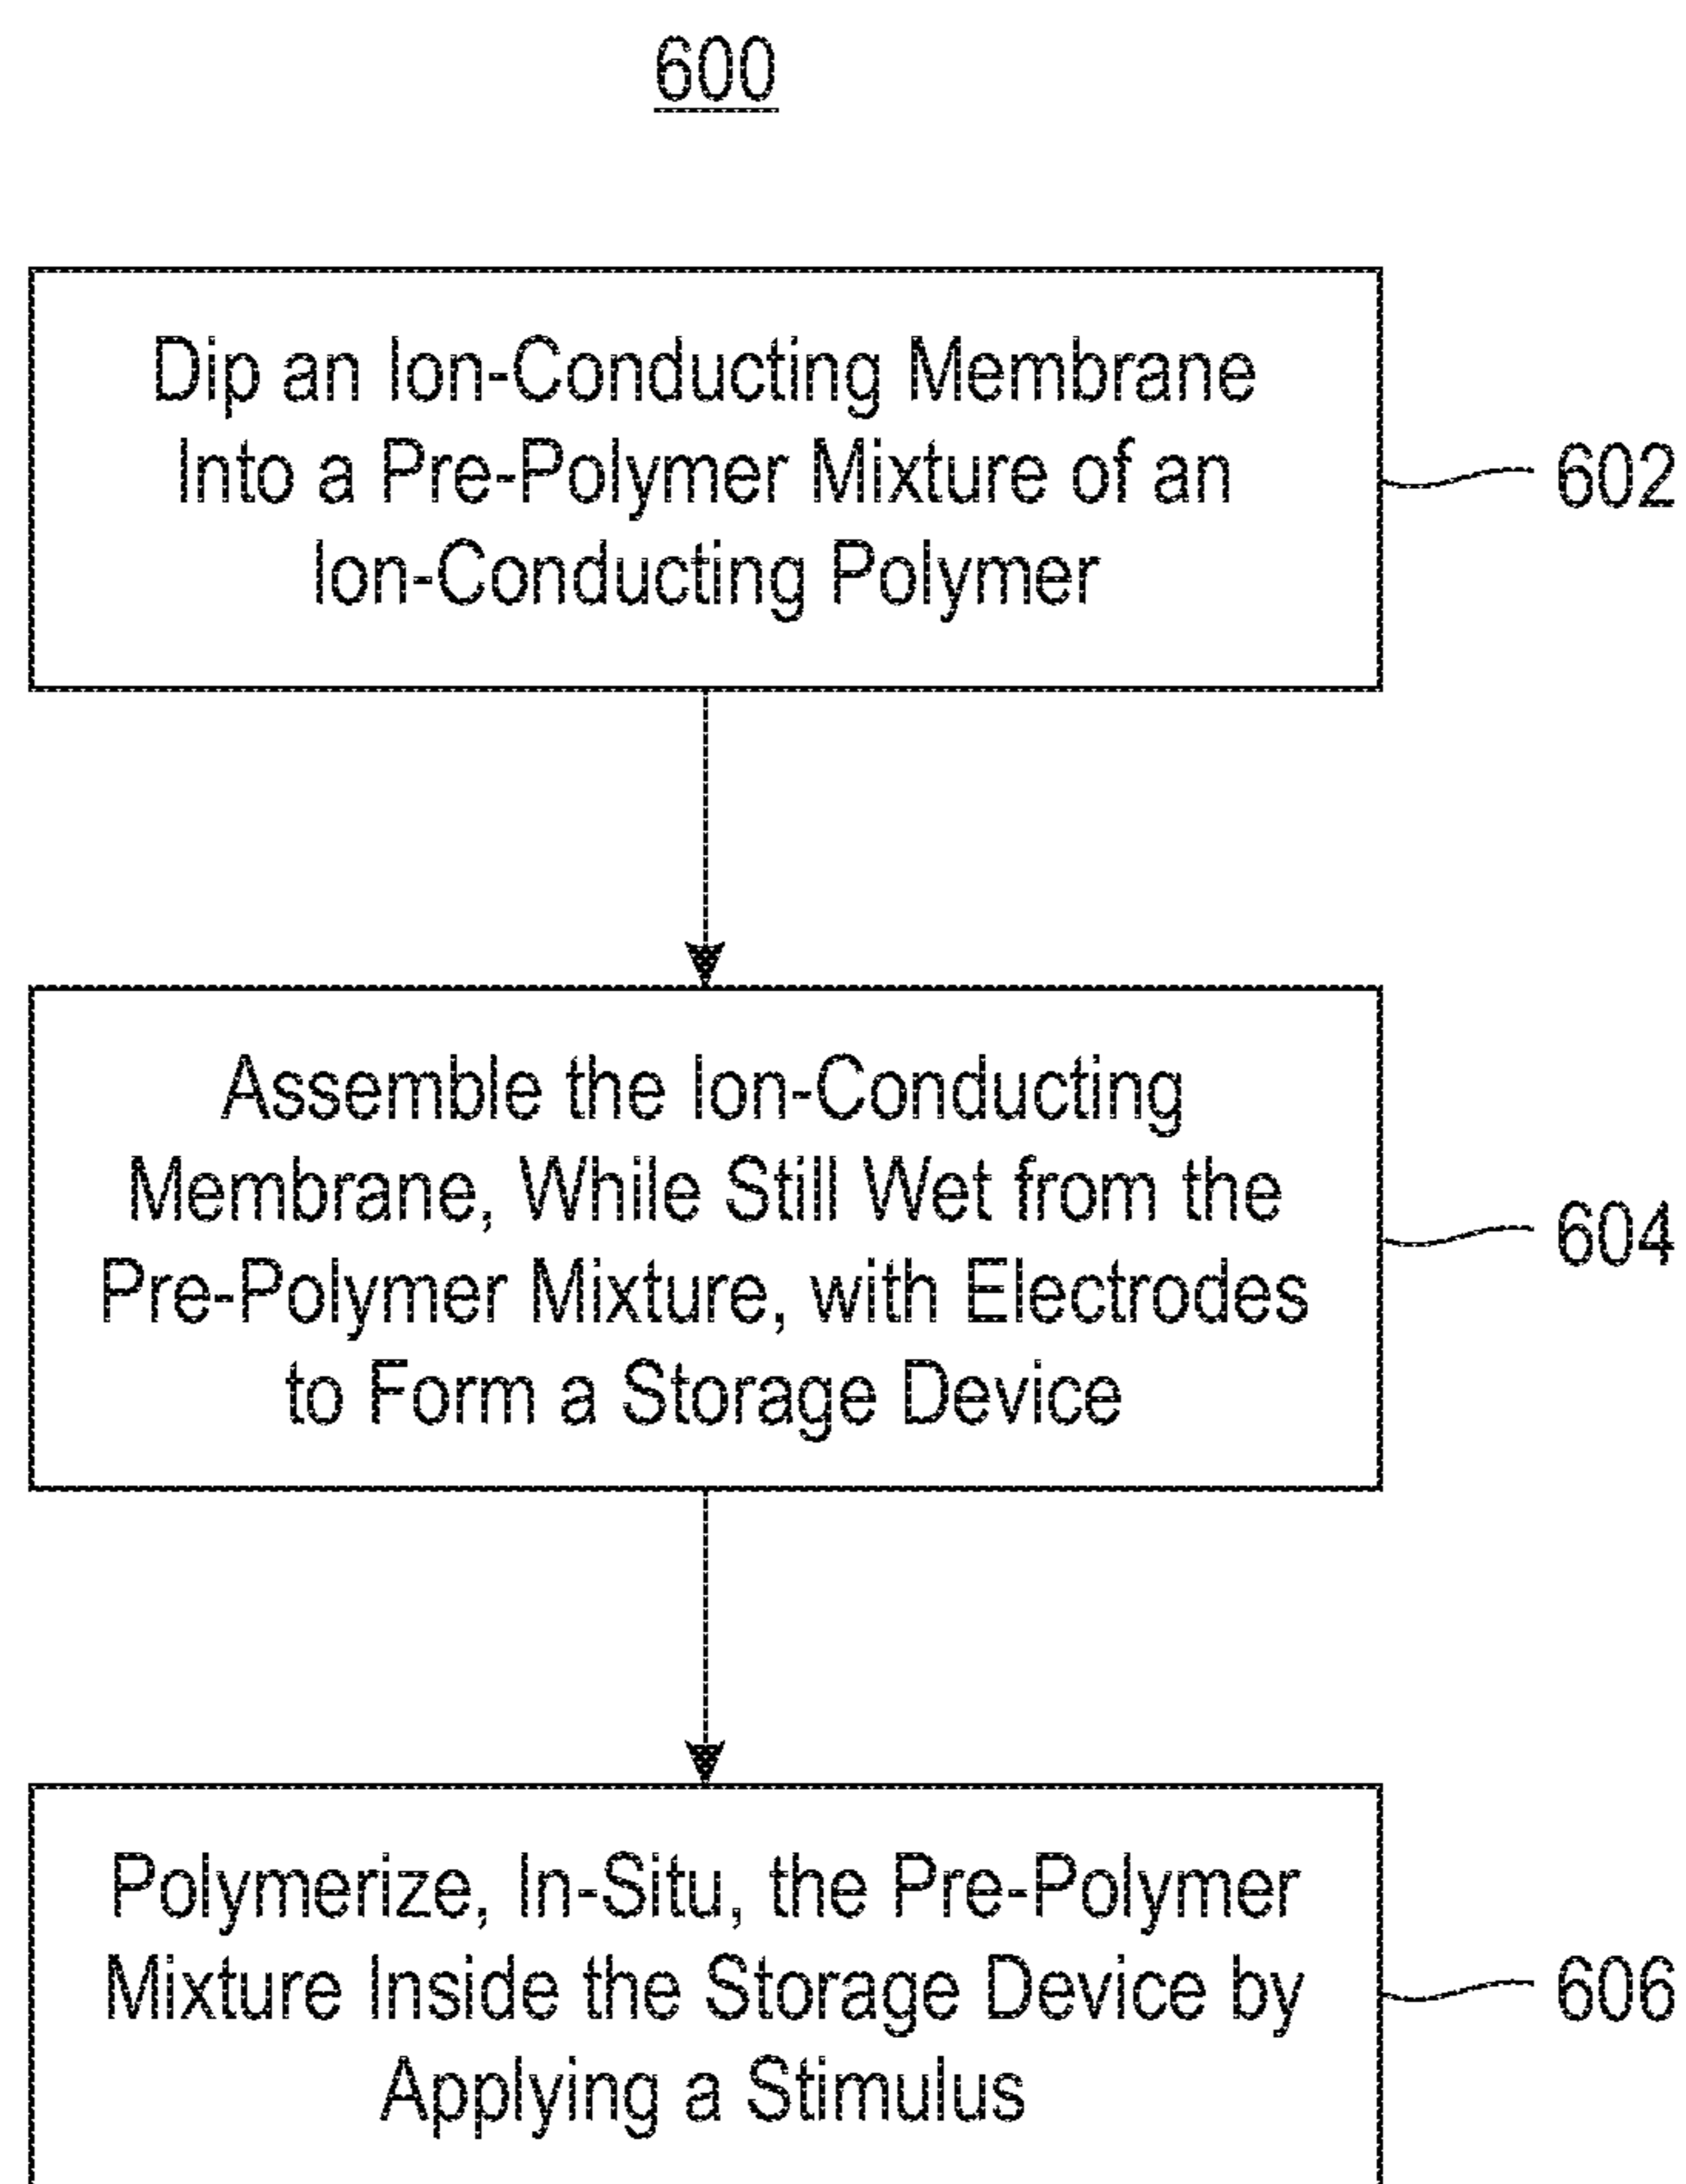 600
Dip an Ion-Conducting Membrane
Into a Pre-Polymer Mixture of an
Ion-Conducting Polymer
602
Assemble the Ion-Conducting
Membrane, While Still Wet from the
Pre-Polymer Mixture, with Electrodes
to Form a Storage Device
604
Polymerize, In-Situ, the Pre-Polymer
Mixture Inside the Storage Device by
Applying a Stimulus
606